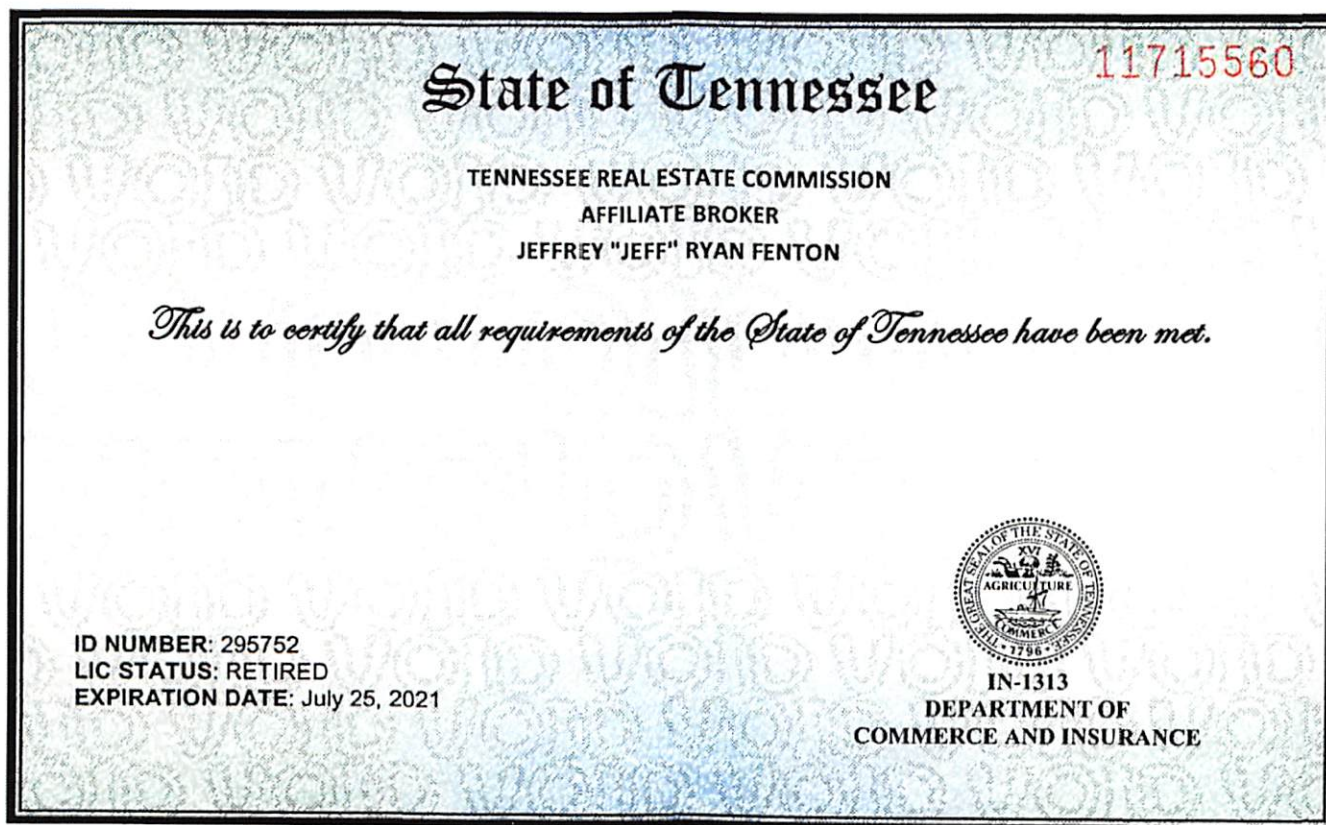 11715560
State of Tennessee
TENNESSEE REAL ESTATE COMMISSION
AFFILIATE BROKER
JEFFREY "JEFF" RYAN FENTON
This is to certify that all requirements of the State of Tennessee have been met.
THE GREAT SEAL OF THE STATE OF TENNESSEE
XVI
AGRICULTURE
COMMERCE
1796
ID NUMBER: 295752
LIC STATUS: RETIRED
EXPIRATION DATE: July 25, 2021
IN-1313
DEPARTMENT OF
COMMERCE AND INSURANCE